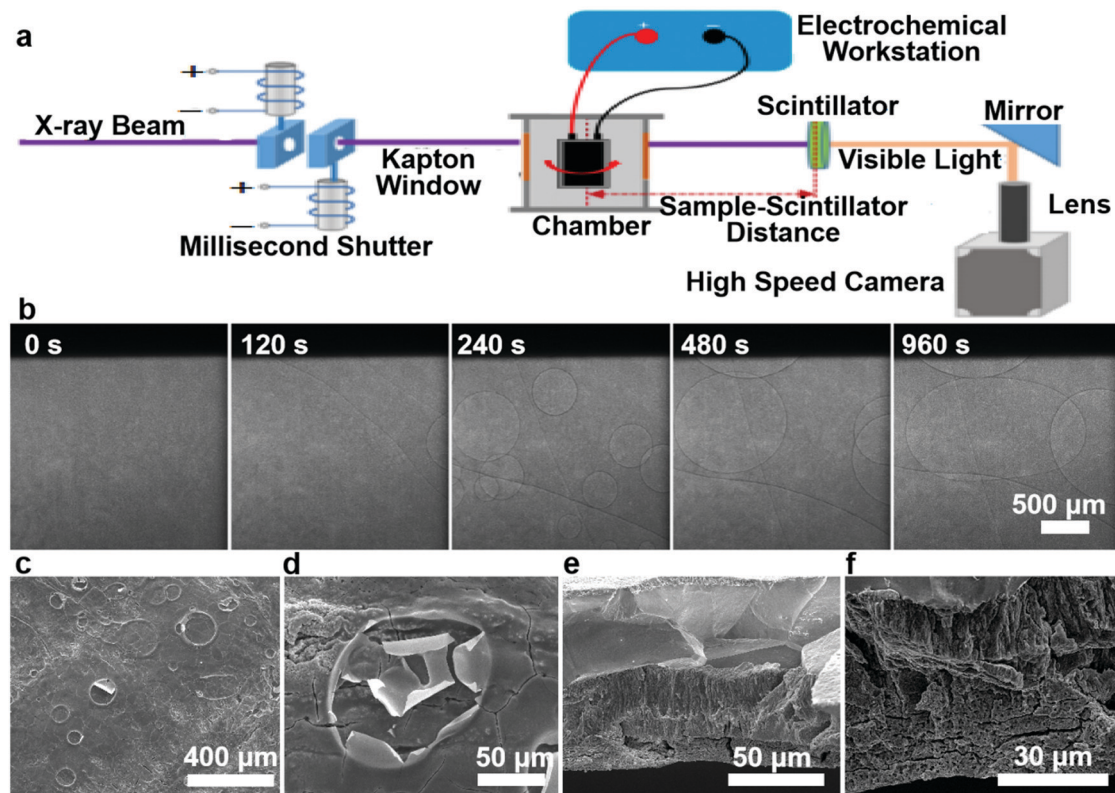 a
+
−
Electrochemical
Workstation
X-ray Beam
+
−
Kapton
Window
+
−
Millisecond Shutter
Chamber
Sample-Scintillator
Distance
Scintillator
Visible Light
Mirror
Lens
High Speed Camera
b
0 s
120 s
240 s
480 s
960 s
500 µm
c
400 µm
d
50 µm
e
50 µm
f
30 µm